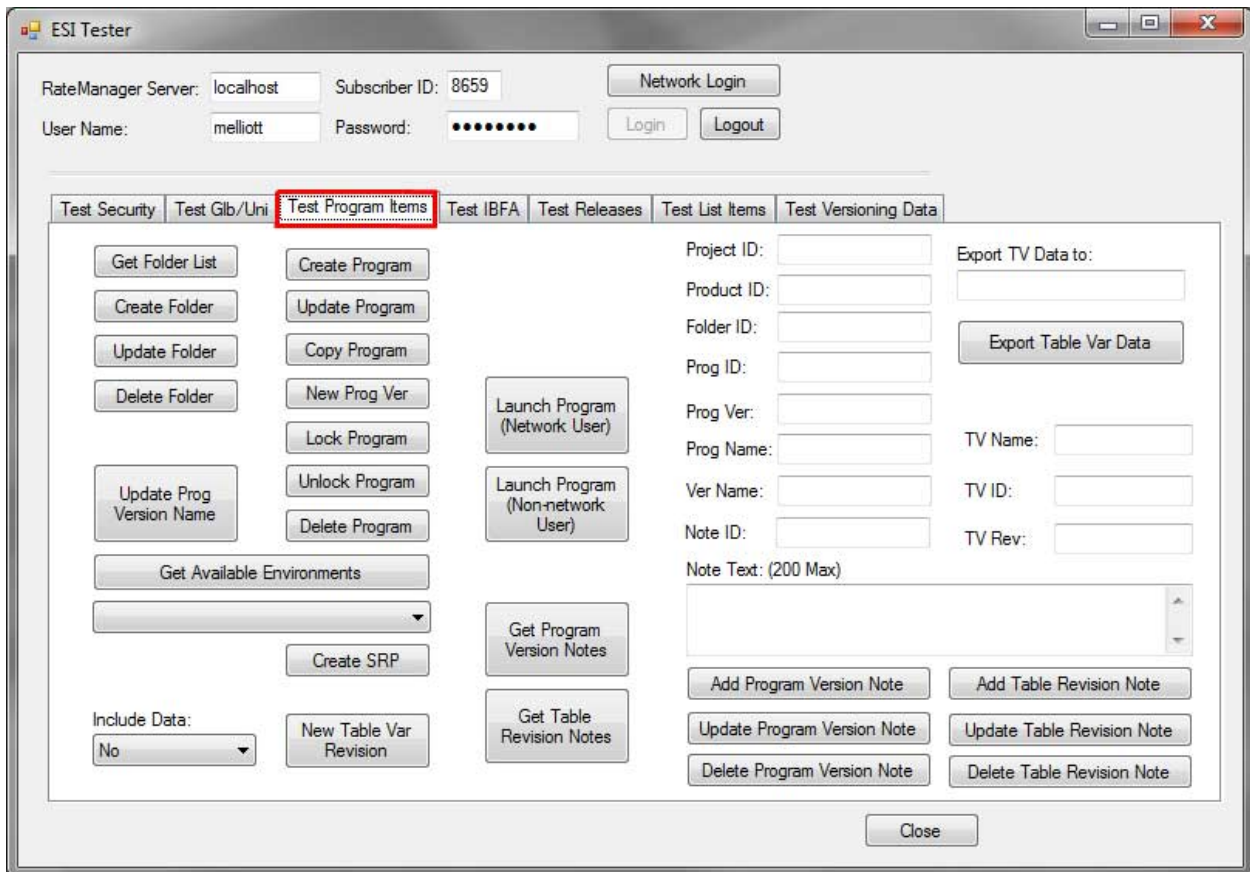 ESI Tester
RateManager Server: localhost Subscriber ID: 8659 Network Login
User Name: melliott Password: ●●●●●●●● Login Logout
Test Security Test Glb/Uni Test Program Items Test IBFA Test Releases Test List Items Test Versioning Data
Get Folder List
Create Folder
Update Folder
Delete Folder
Update Prog
Version Name
Create Program
Update Program
Copy Program
New Prog Ver
Lock Program
Unlock Program
Delete Program
Get Available Environments
Create SRP
Include Data:
No
New Table Var
Revision
Launch Program
(Network User)
Launch Program
(Non-network
User)
Get Program
Version Notes
Get Table
Revision Notes
Project ID:
Product ID:
Folder ID:
Prog ID:
Prog Ver:
Prog Name:
Ver Name:
Note ID:
Export TV Data to:
Export Table Var Data
TV Name:
TV ID:
TV Rev:
Note Text: (200 Max)
Add Program Version Note Add Table Revision Note
Update Program Version Note Update Table Revision Note
Delete Program Version Note Delete Table Revision Note
Close